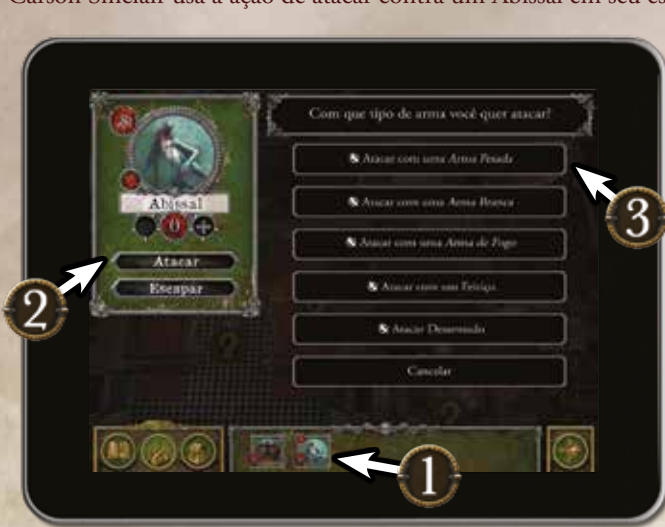 Carson Sinclair usa a ação de atacar contra um Abissal em seu
Com que tipo de arma você quer atacar?
Atacar com uma Arma Pesada
Abissal
Atacar com uma Arma Branca
0
Atacar com uma Arma de Fogo
Atacar
Escapar
Atacar com um Feitiço
Atacar Desarmado
Cancelar
1
2
3